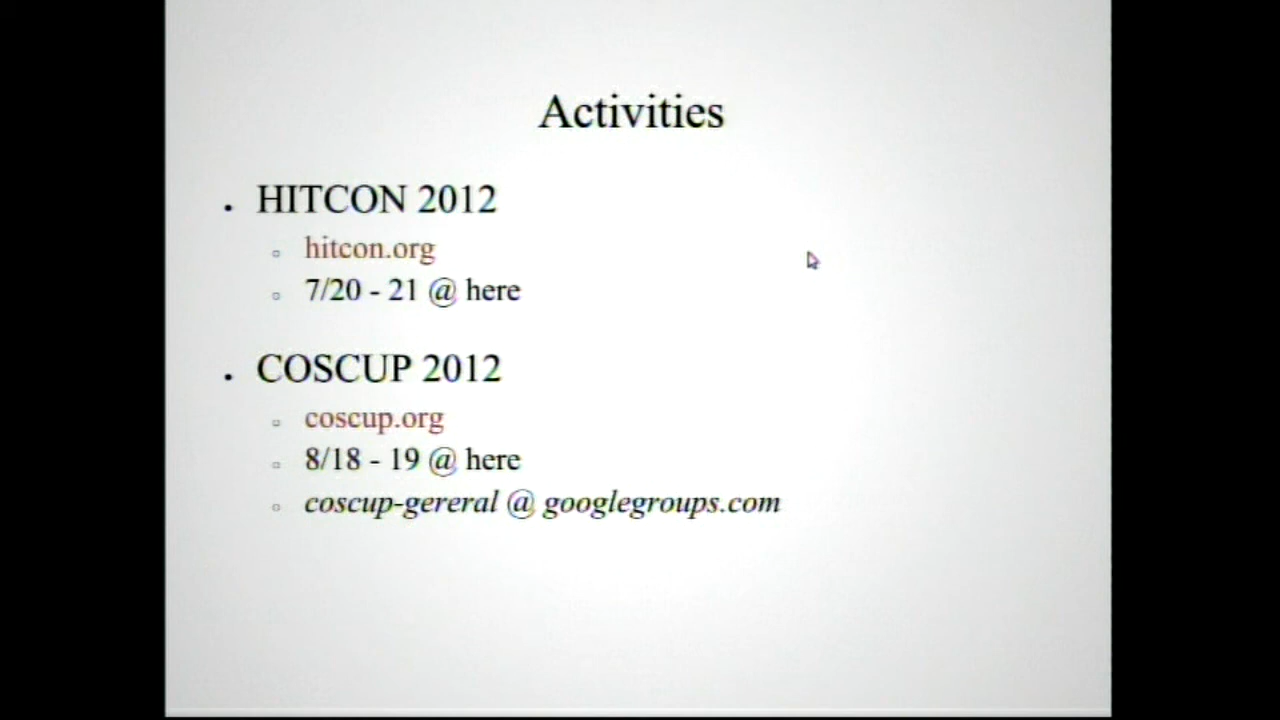 Activities
HITCON 2012
hitcon.org
7/20 - 21 @ here
COSCUP 2012
coscup.org
8/18 - 19 @ here
coscup-gereral @ googlegroups.com